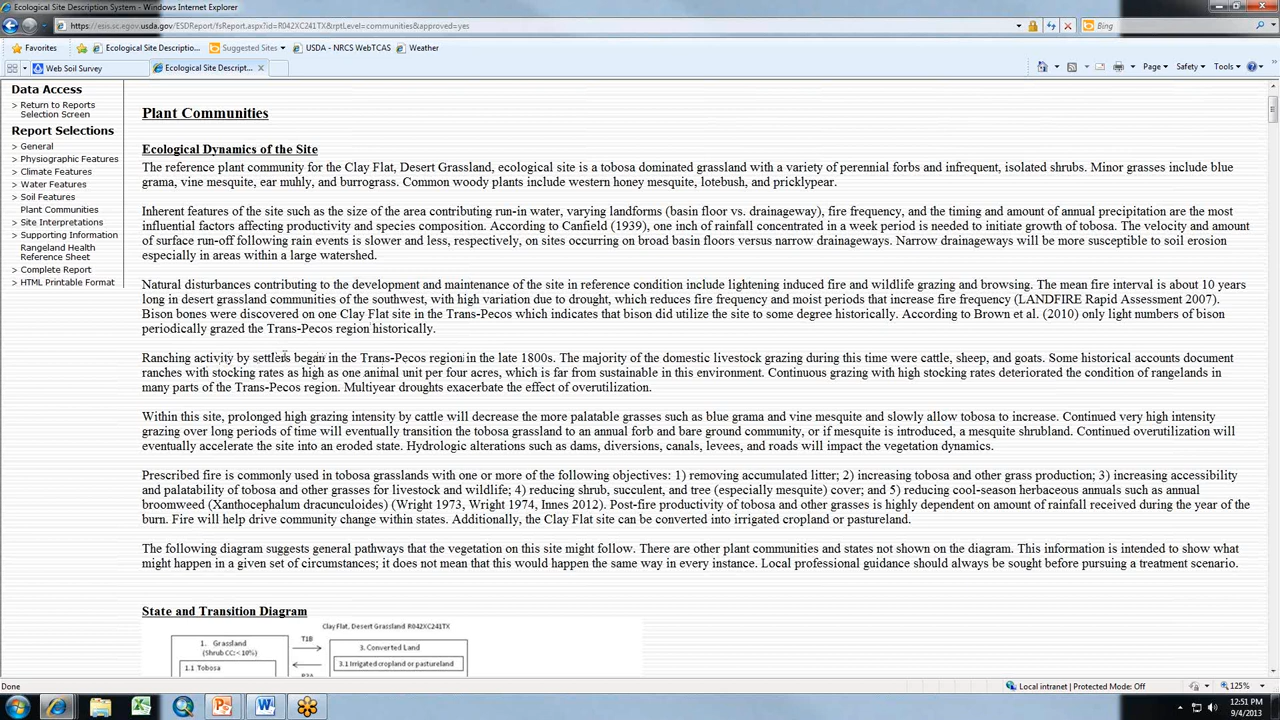 Ecological Site Description System - Windows Internet Explorer
https://esis.sc.egov.usda.gov/ESDReport/fsReport.aspx?id=R042XC241TX&rptLevel=communities&approved=yes
Bing
Favorites
Ecological Site Descriptio...
Suggested Sites
USDA - NRCS WebTCAS
Weather
Web Soil Survey
Ecological Site Descript...
Page
Safety
Tools
Data Access
> Return to Reports
Selection Screen
Report Selections
> General
> Physiographic Features
> Climate Features
> Water Features
> Soil Features
Plant Communities
> Site Interpretations
> Supporting Information
Rangeland Health
Reference Sheet
> Complete Report
> HTML Printable Format
Plant Communities
Ecological Dynamics of the Site
The reference plant community for the Clay Flat, Desert Grassland, ecological site is a tobosa dominated grassland with a variety of perennial forbs and infrequent, isolated shrubs. Minor grasses include blue
grama, vine mesquite, ear muhly, and burrograss. Common woody plants include western honey mesquite, lotebush, and pricklypear.
Inherent features of the site such as the size of the area contributing run-in water, varying landforms (basin floor vs. drainageway), fire frequency, and the timing and amount of annual precipitation are the most
influential factors affecting productivity and species composition. According to Canfield (1939), one inch of rainfall concentrated in a week period is needed to initiate growth of tobosa. The velocity and amount
of surface run-off following rain events is slower and less, respectively, on sites occurring on broad basin floors versus narrow drainageways. Narrow drainageways will be more susceptible to soil erosion
especially in areas within a large watershed.
Natural disturbances contributing to the development and maintenance of the site in reference condition include lightening induced fire and wildlife grazing and browsing. The mean fire interval is about 10 years
long in desert grassland communities of the southwest, with high variation due to drought, which reduces fire frequency and moist periods that increase fire frequency (LANDFIRE Rapid Assessment 2007).
Bison bones were discovered on one Clay Flat site in the Trans-Pecos which indicates that bison did utilize the site to some degree historically. According to Brown et al. (2010) only light numbers of bison
periodically grazed the Trans-Pecos region historically.
Ranching activity by settlers began in the Trans-Pecos region in the late 1800s. The majority of the domestic livestock grazing during this time were cattle, sheep, and goats. Some historical accounts document
ranches with stocking rates as high as one animal unit per four acres, which is far from sustainable in this environment. Continuous grazing with high stocking rates deteriorated the condition of rangelands in
many parts of the Trans-Pecos region. Multiyear droughts exacerbate the effect of overutilization.
Within this site, prolonged high grazing intensity by cattle will decrease the more palatable grasses such as blue grama and vine mesquite and slowly allow tobosa to increase. Continued very high intensity
grazing over long periods of time will eventually transition the tobosa grassland to an annual forb and bare ground community, or if mesquite is introduced, a mesquite shrubland. Continued overutilization will
eventually accelerate the site into an eroded state. Hydrologic alterations such as dams, diversions, canals, levees, and roads will impact the vegetation dynamics.
Prescribed fire is commonly used in tobosa grasslands with one or more of the following objectives: 1) removing accumulated litter; 2) increasing tobosa and other grass production; 3) increasing accessibility
and palatability of tobosa and other grasses for livestock and wildlife; 4) reducing shrub, succulent, and tree (especially mesquite) cover; and 5) reducing cool-season herbaceous annuals such as annual
broomweed (Xanthocephalum dracunculoides) (Wright 1973, Wright 1974, Innes 2012). Post-fire productivity of tobosa and other grasses is highly dependent on amount of rainfall received during the year of the
burn. Fire will help drive community change within states. Additionally, the Clay Flat site can be converted into irrigated cropland or pastureland.
The following diagram suggests general pathways that the vegetation on this site might follow. There are other plant communities and states not shown on the diagram. This information is intended to show what
might happen in a given set of circumstances; it does not mean that this would happen the same way in every instance. Local professional guidance should always be sought before pursuing a treatment scenario.
State and Transition Diagram
Clay Flat, Desert Grassland R042XC241TX
1. Grassland
(Shrub CC: < 10%)
1.1 Tobosa
T1B
3. Converted Land
3.1 Irrigated cropland or pastureland
Done
Local intranet | Protected Mode: Off
125%
12:51 PM
9/4/2013